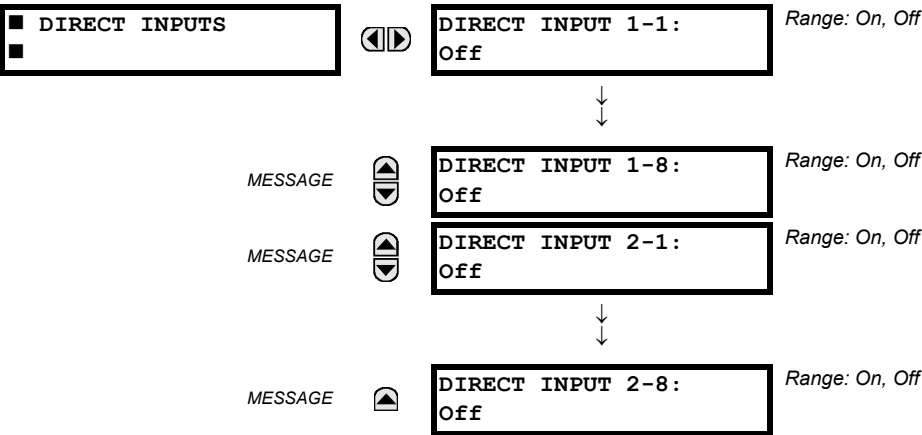 ■ DIRECT INPUTS
■
DIRECT INPUT 1-1:
Off
Range: On, Off
↓
↓
MESSAGE
DIRECT INPUT 1-8:
Off
Range: On, Off
MESSAGE
DIRECT INPUT 2-1:
Off
Range: On, Off
↓
↓
MESSAGE
DIRECT INPUT 2-8:
Off
Range: On, Off